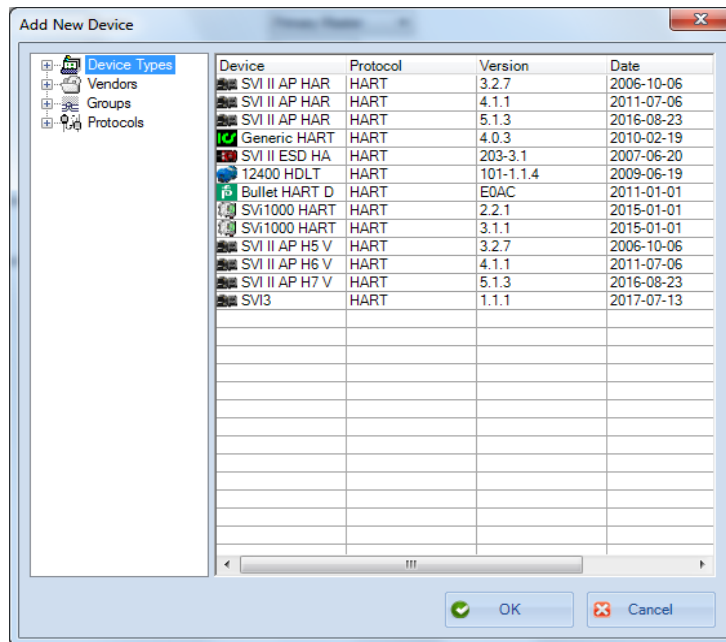 Add New Device
Device Types
Vendors
Groups
Protocols
Device Protocol Version Date
SVI II AP HAR HART 3.2.7 2006-10-06
SVI II AP HAR HART 4.1.1 2011-07-06
SVI II AP HAR HART 5.1.3 2016-08-23
Generic HART HART 4.0.3 2010-02-19
SVI II ESD HA HART 203-3.1 2007-06-20
12400 HDLT HART 101-1.1.4 2009-06-19
Bullet HART D HART E0AC 2011-01-01
SVi1000 HART HART 2.2.1 2015-01-01
SVi1000 HART HART 3.1.1 2015-01-01
SVI II AP H5 V HART 3.2.7 2006-10-06
SVI II AP H6 V HART 4.1.1 2011-07-06
SVI II AP H7 V HART 5.1.3 2016-08-23
SVI3 HART 1.1.1 2017-07-13
OK Cancel